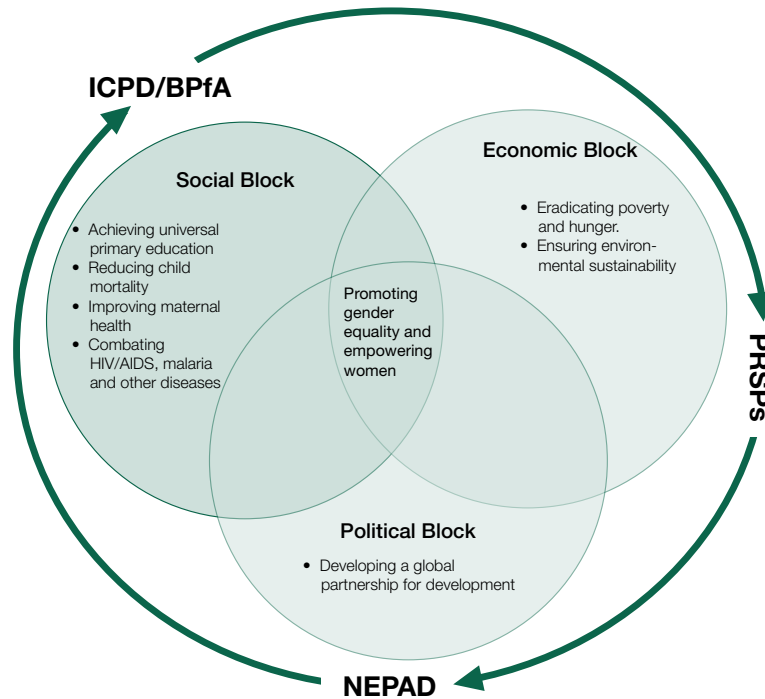 ICPD/BPfA
Social Block
• Achieving universal
primary education
• Reducing child
mortality
• Improving maternal
health
• Combating
HIV/AIDS, malaria
and other diseases
Economic Block
• Eradicating poverty
and hunger.
• Ensuring environ-
mental sustainability
Promoting
gender
equality and
empowering
women
PRSPs
Political Block
• Developing a global
partnership for development
NEPAD